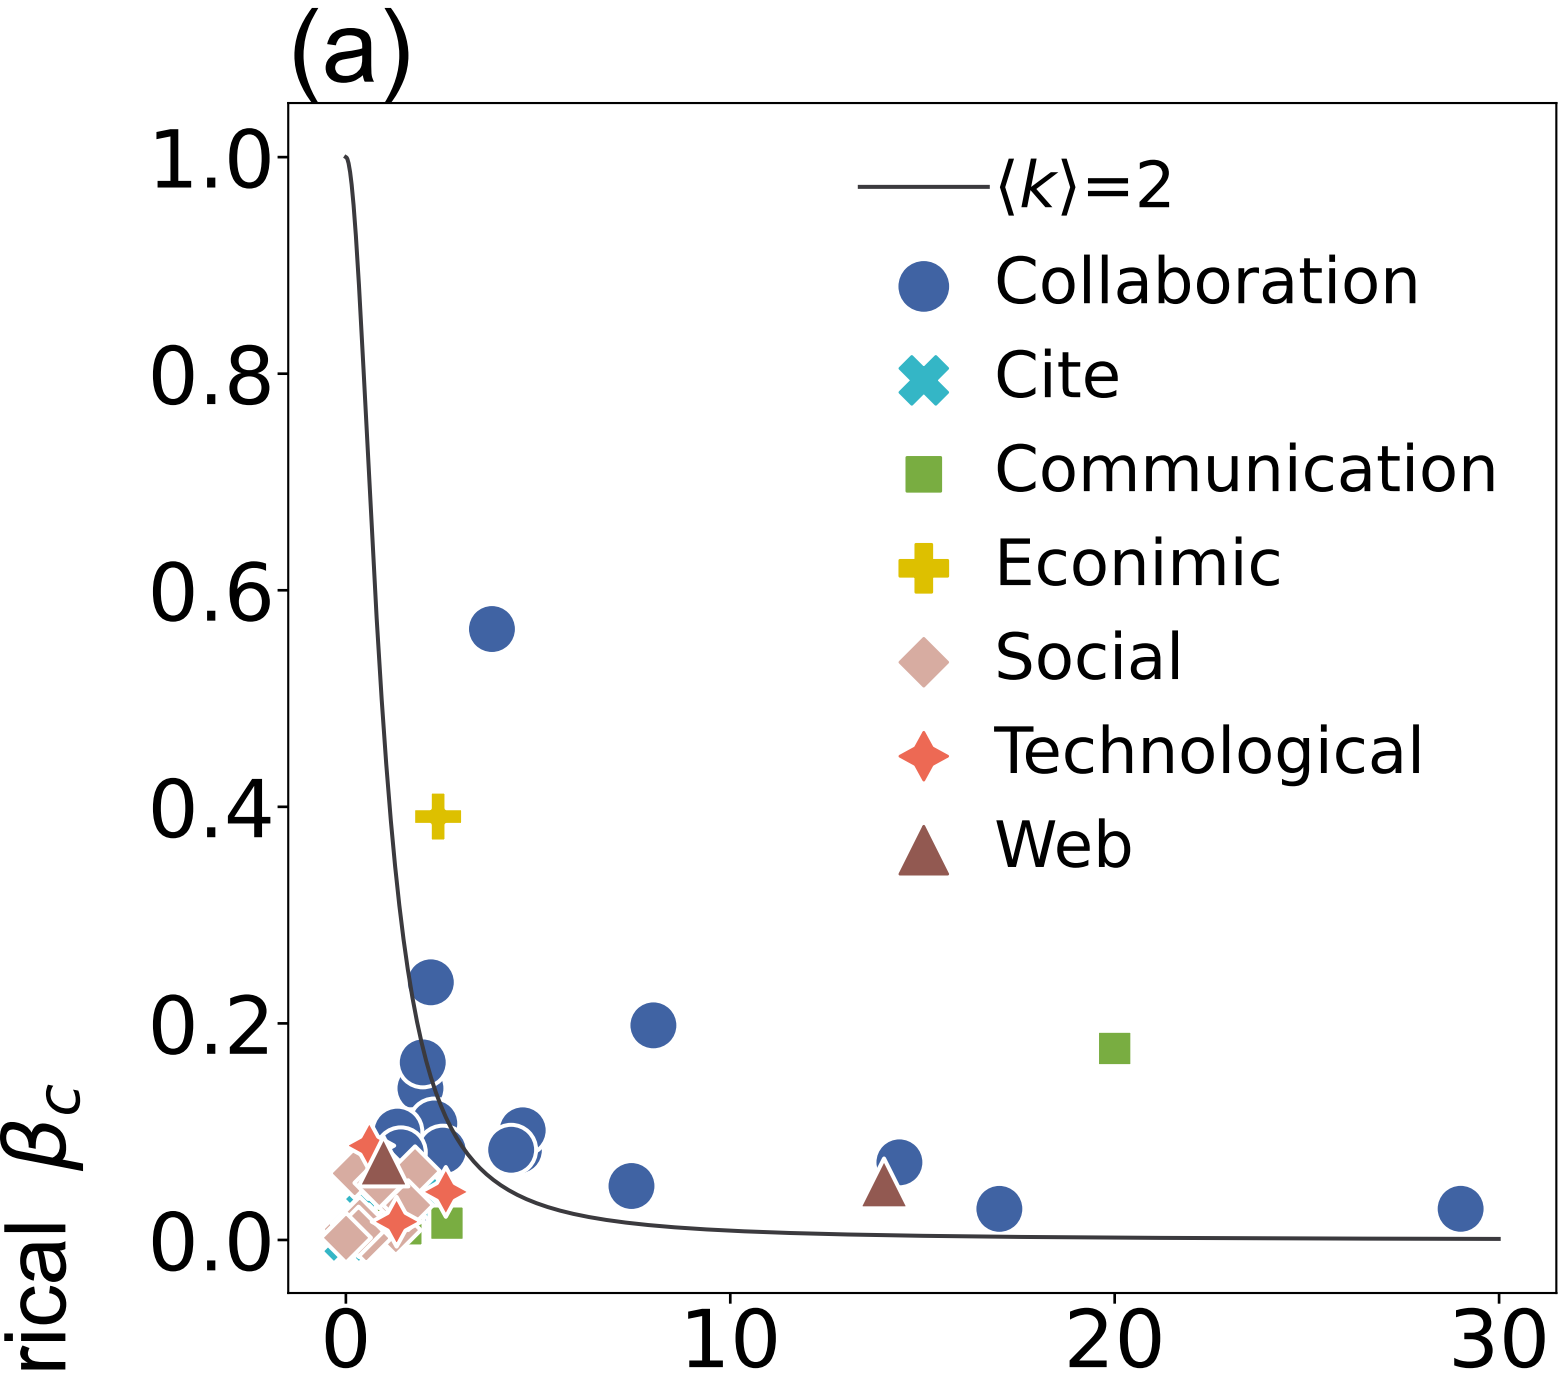 (a)
1.0
0.8
0.6
0.4
0.2
0.0
rical β_c
⟨k⟩=2
Collaboration
Cite
Communication
Econimic
Social
Technological
Web
0 10 20 30